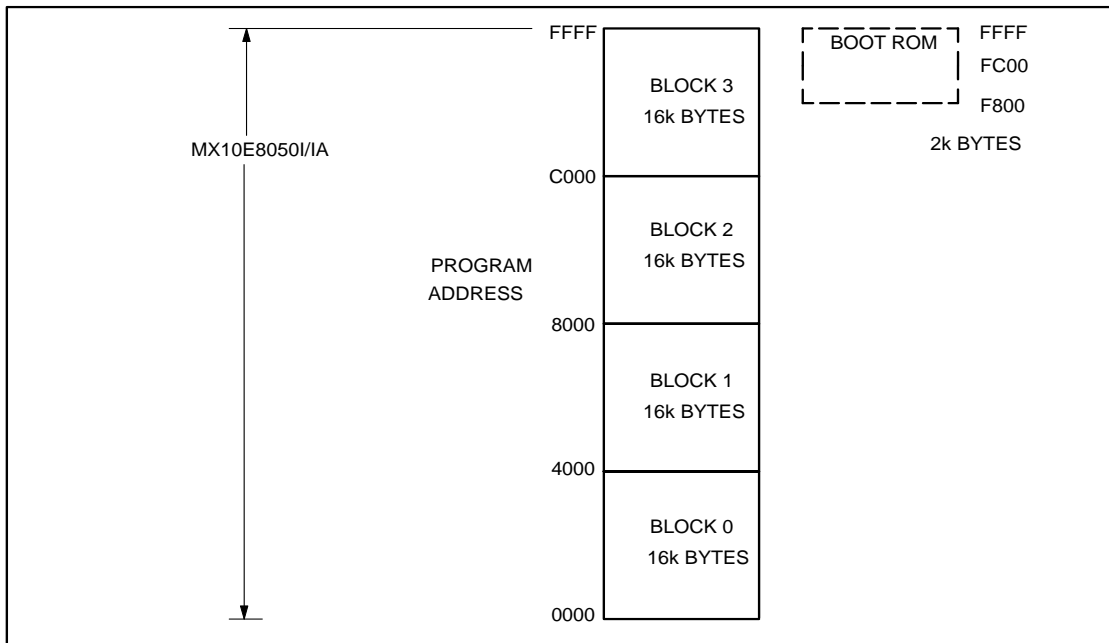 FFFF
BOOT ROM
FFFF
FC00
F800
2k BYTES
BLOCK 3
16k BYTES
MX10E8050I/IA
C000
BLOCK 2
16k BYTES
PROGRAM
ADDRESS
8000
BLOCK 1
16k BYTES
4000
BLOCK 0
16k BYTES
0000